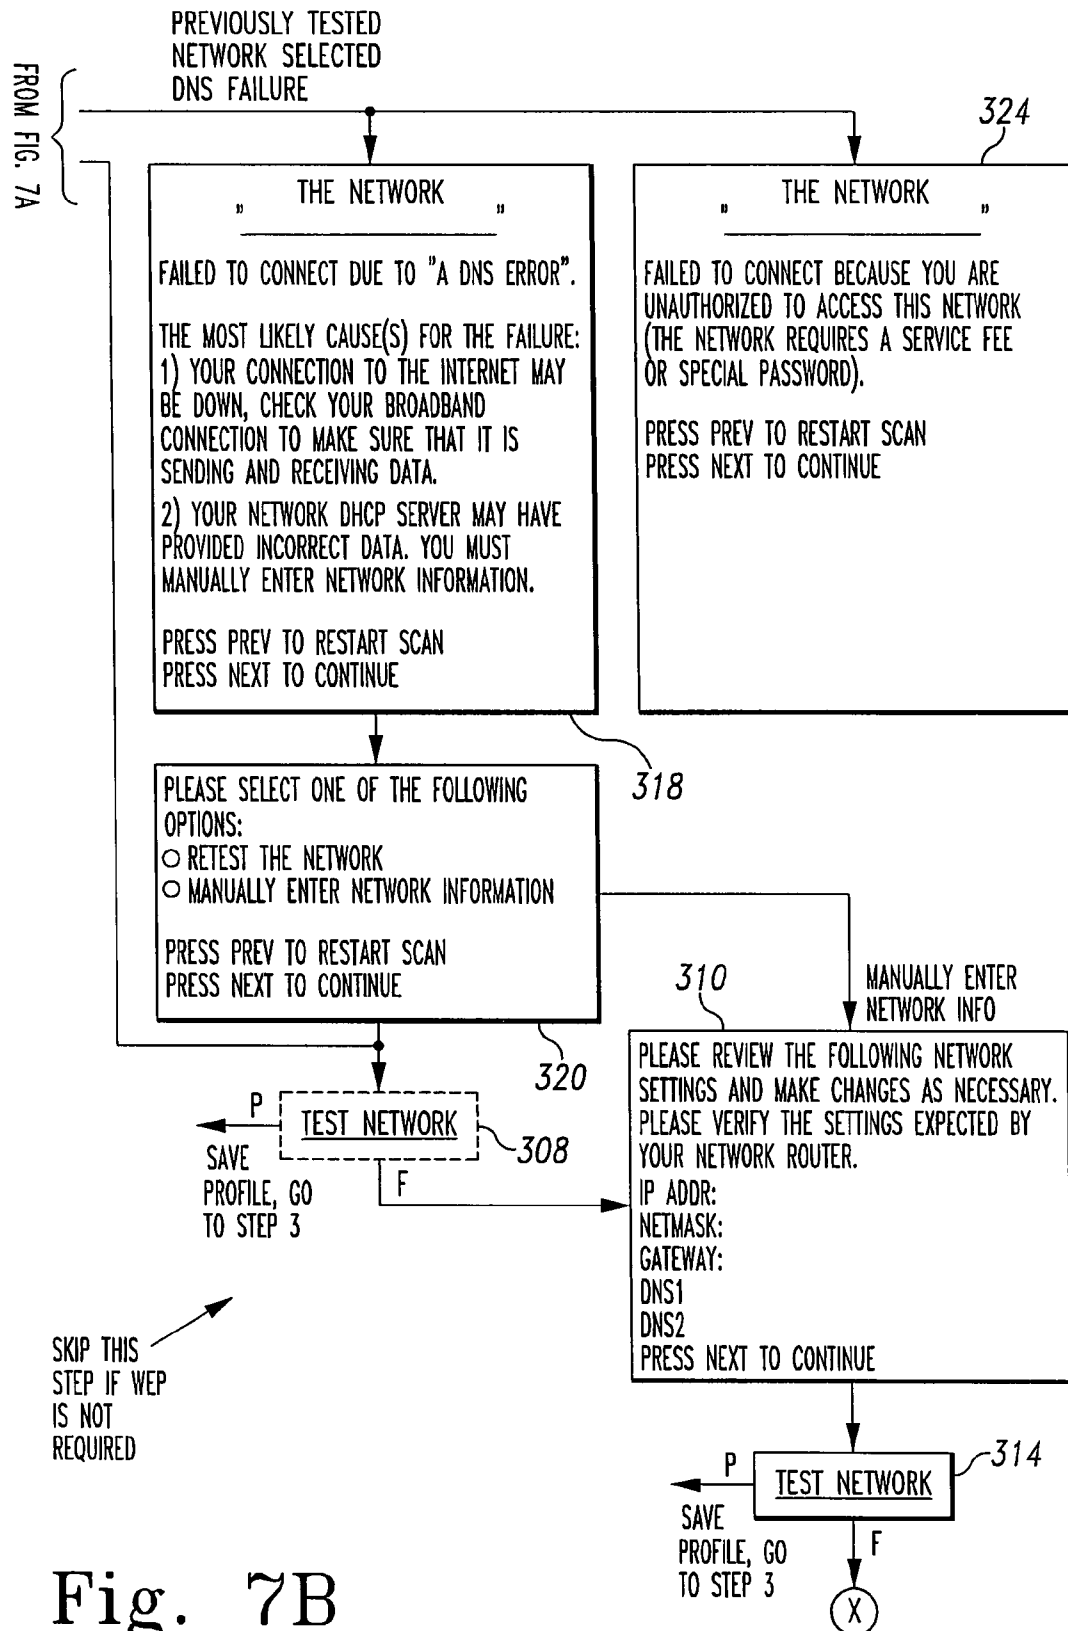 PREVIOUSLY TESTED
NETWORK SELECTED
DNS FAILURE
FROM FIG. 7A
324
THE NETWORK
" "
FAILED TO CONNECT DUE TO "A DNS ERROR".
THE MOST LIKELY CAUSE(S) FOR THE FAILURE:
1) YOUR CONNECTION TO THE INTERNET MAY
BE DOWN, CHECK YOUR BROADBAND
CONNECTION TO MAKE SURE THAT IT IS
SENDING AND RECEIVING DATA.
2) YOUR NETWORK DHCP SERVER MAY HAVE
PROVIDED INCORRECT DATA. YOU MUST
MANUALLY ENTER NETWORK INFORMATION.
PRESS PREV TO RESTART SCAN
PRESS NEXT TO CONTINUE
318
THE NETWORK
" "
FAILED TO CONNECT BECAUSE YOU ARE
UNAUTHORIZED TO ACCESS THIS NETWORK
(THE NETWORK REQUIRES A SERVICE FEE
OR SPECIAL PASSWORD).
PRESS PREV TO RESTART SCAN
PRESS NEXT TO CONTINUE
PLEASE SELECT ONE OF THE FOLLOWING
OPTIONS:
○ RETEST THE NETWORK
○ MANUALLY ENTER NETWORK INFORMATION
PRESS PREV TO RESTART SCAN
PRESS NEXT TO CONTINUE
320
MANUALLY ENTER
NETWORK INFO
310
PLEASE REVIEW THE FOLLOWING NETWORK
SETTINGS AND MAKE CHANGES AS NECESSARY.
PLEASE VERIFY THE SETTINGS EXPECTED BY
YOUR NETWORK ROUTER.
IP ADDR:
NETMASK:
GATEWAY:
DNS1
DNS2
PRESS NEXT TO CONTINUE
P
TEST NETWORK
308
SAVE
PROFILE, GO
TO STEP 3
F
SKIP THIS
STEP IF WEP
IS NOT
REQUIRED
P
TEST NETWORK
314
SAVE
PROFILE, GO
TO STEP 3
F
X
Fig. 7B